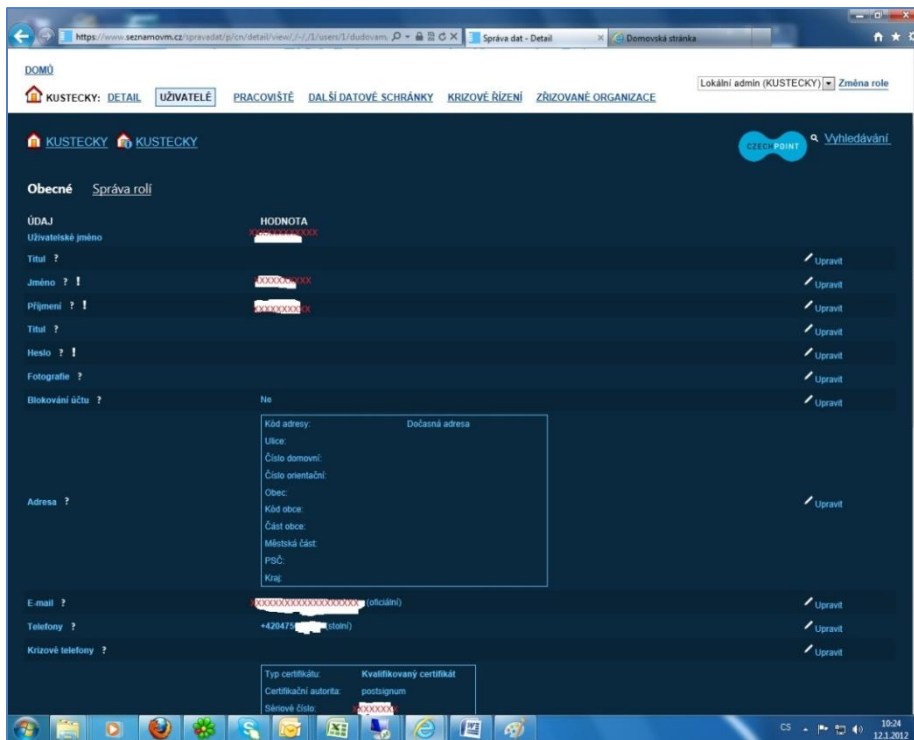 https://www.seznamovm.cz/spravadat/p/cn/detail/view/-/-/1/users/1/dudovam,
Správa dat - Detail
Domovská stránka
DOMŮ
KUSTECKY: DETAIL UŽIVATELÉ PRACOVIŠTĚ DALŠÍ DATOVÉ SCHRÁNKY KRIZOVÉ ŘÍZENÍ ZŘIZOVANÉ ORGANIZACE
Lokální admin (KUSTECKY) Změna role
KUSTECKY KUSTECKY
CZECH POINT
Vyhledávání
Obecné Správa rolí
ÚDAJ HODNOTA
Uživatelské jméno
Titul ? Upravit
Jméno ? ! Upravit
Příjmení ? ! Upravit
Titul ? Upravit
Heslo ? ! Upravit
Fotografie ? Upravit
Blokování účtu ? Ne Upravit
Kód adresy: Dočasná adresa
Ulice:
Číslo domovní:
Číslo orientační:
Obec:
Adresa ? Upravit
Kód obce:
Část obce:
Městská část:
PSČ:
Kraj:
E-mail ? (oficiální) Upravit
Telefony ? +420475 (stolní) Upravit
Krizové telefony ? Upravit
Typ certifikátu: Kvalifikovaný certifikát
Certifikační autorita: postsignum
Sériové číslo:
CS 10:24
12.1.2012